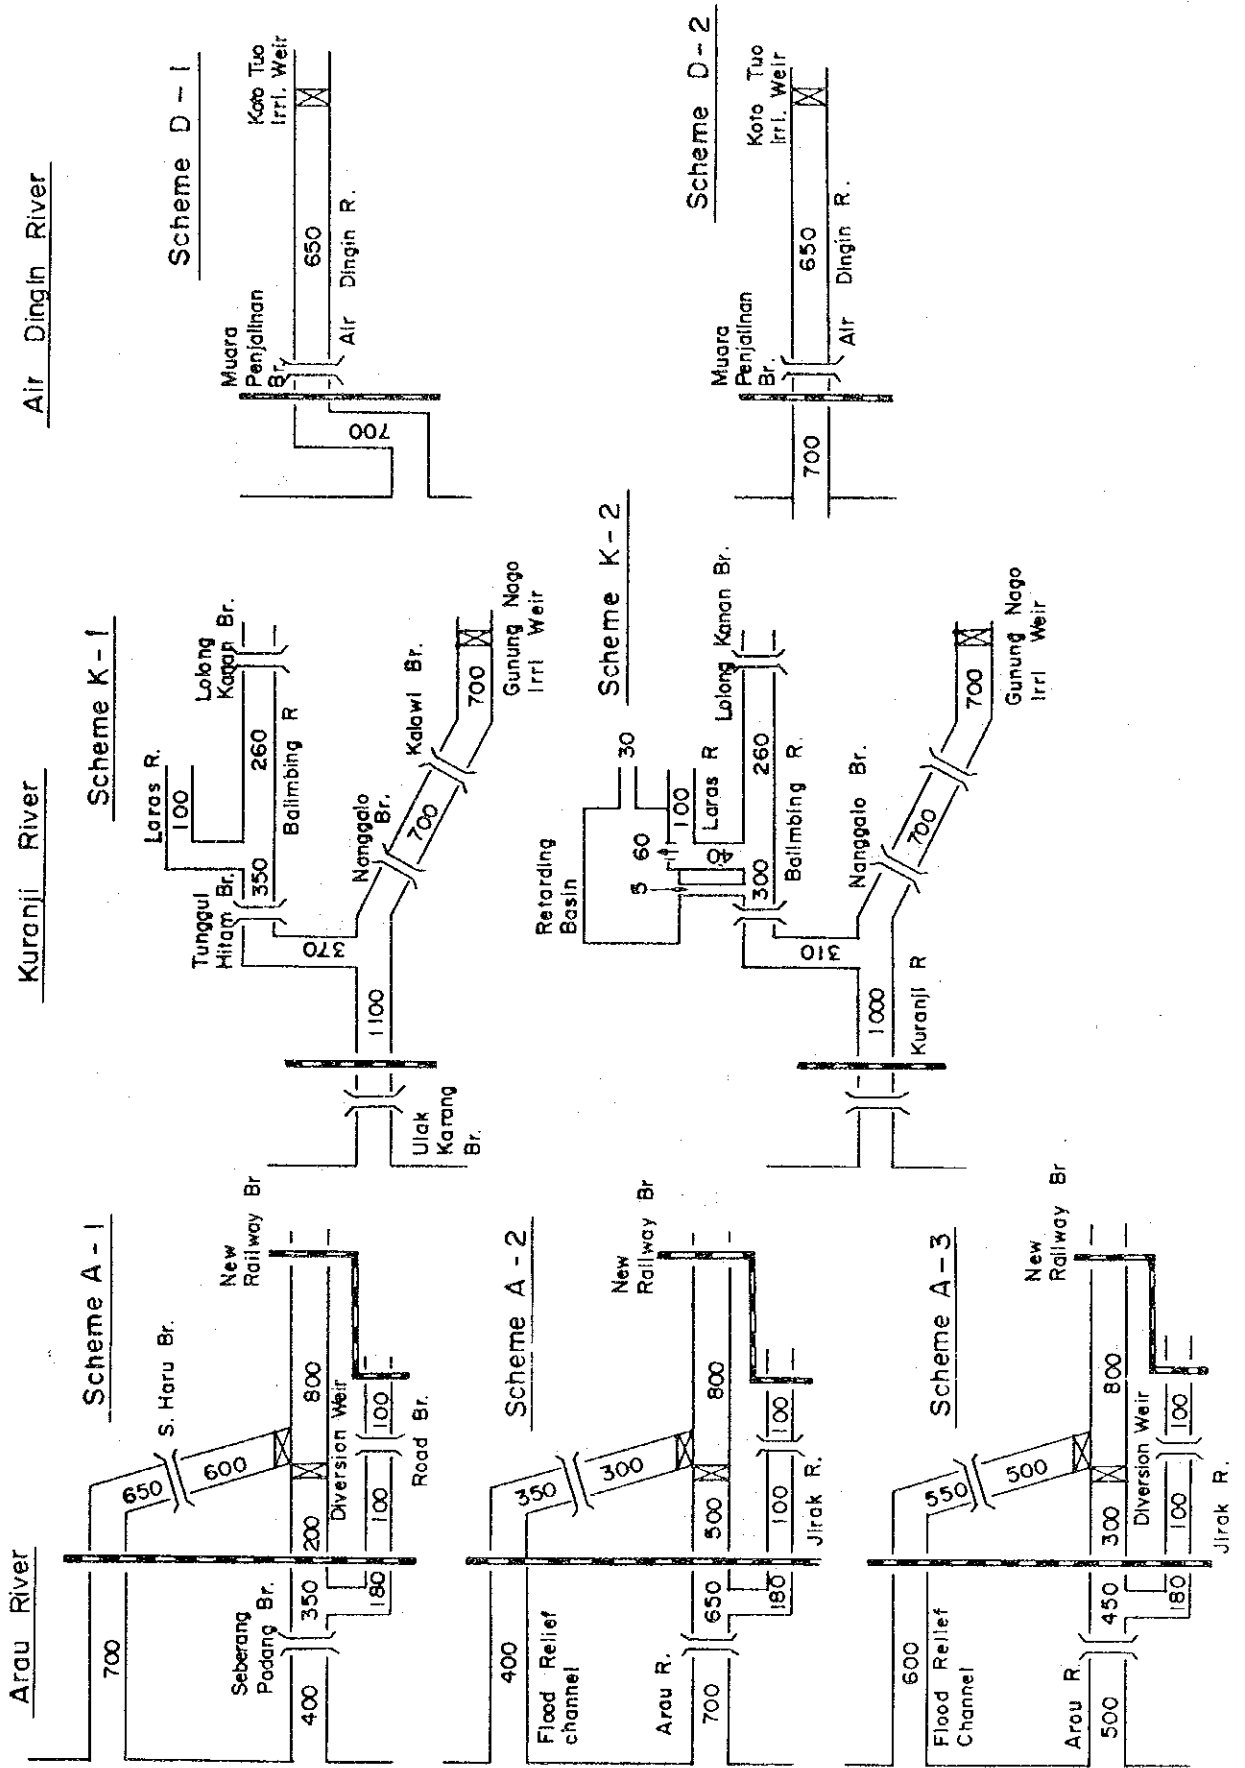 Arau River
Scheme A-1
S. Haru Br.
New
Railway Br
700
650
600
Seberang
Padang Br.
400
350
200
800
Diversion Weir
180
100
100
Road Br.
Scheme A-2
New
Railway Br
400
350
300
Flood Relief
channel
Arau R.
700
650
500
800
180
100
100
Jirak R.
Scheme A-3
New
Railway Br
600
550
500
Flood Relief
Channel
Arau R.
500
450
300
800
Diversion Weir
180
100
100
Jirak R.
Kuranji River
Scheme K-1
Laras R.
100
Lolong
Kanan Br.
Tunggul
Hitam Br.
350
260
Balimbing R
370
Nanggalo
Br.
Kalawi Br.
1100
700
700
Gunung Nago
Irri Weir
Ulak
Karang
Br.
Scheme K-2
Retarding
Basin
30
60
5
100
40
Laras R
Lolong Kanan Br.
300
260
Balimbing R.
310
Nanggalo Br.
1000
700
700
Kuranji R
Gunung Nago
Irri Weir
Air Dingin River
Scheme D-1
Muara
Penjalinan
Br.
Koto Tuo
Irri. Weir
650
700
Air Dingin R.
Scheme D-2
Muara
Penjalinan
Br.
Koto Tuo
Irri. Weir
700
650
Air Dingin R.